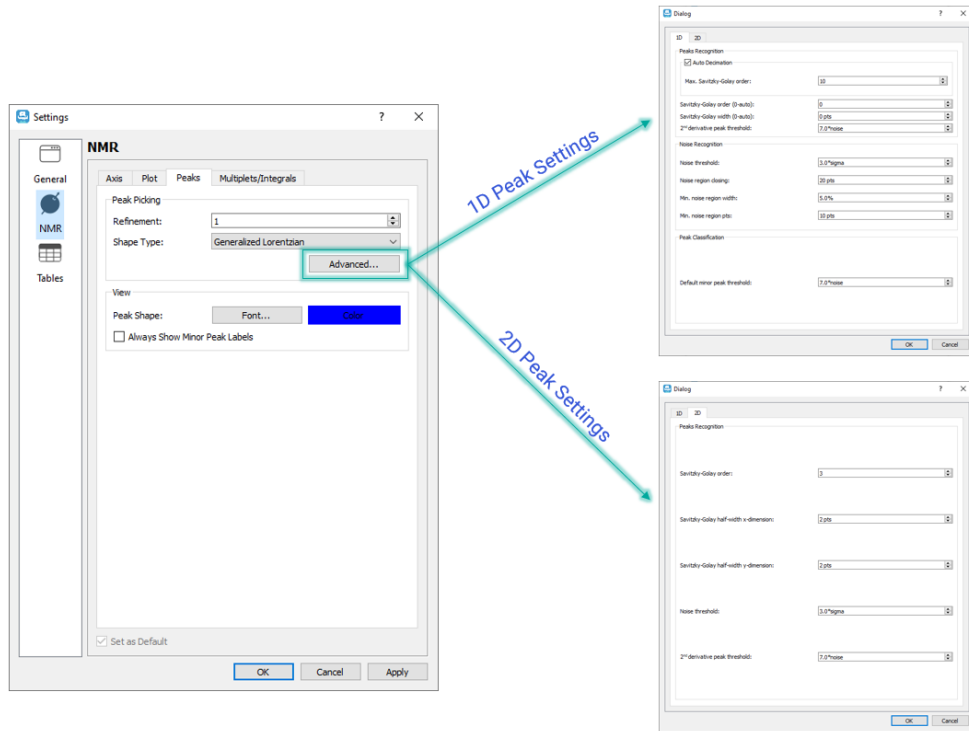 Settings
?
General
NMR
Tables
NMR
Axis Plot Peaks Multiplets/Integrals
Peak Picking
Refinement: 1
Shape Type: Generalized Lorentzian
Advanced...
View
Peak Shape: Font... Color
Always Show Minor Peak Labels
Set as Default
OK Cancel Apply
1D Peak Settings
2D Peak Settings
Dialog ?
1D 2D
Peaks Recognition
Auto Decimation
Max. Savitzky-Golay order: 10
Savitzky-Golay order (0-auto): 0
Savitzky-Golay width (0-auto): 0 pts
2nd derivative peak threshold: 7.0*noise
Noise Recognition
Noise threshold: 3.0*sigma
Noise region closing: 20 pts
Min. noise region width: 5.0%
Min. noise region pts: 10 pts
Peak Classification
Default minor peak threshold: 7.0*noise
OK Cancel
Dialog ?
1D 2D
Peaks Recognition
Savitzky-Golay order: 3
Savitzky-Golay half-width x-dimension: 2 pts
Savitzky-Golay half-width y-dimension: 2 pts
Noise threshold: 3.0*sigma
2nd derivative peak threshold: 7.0*noise
OK Cancel